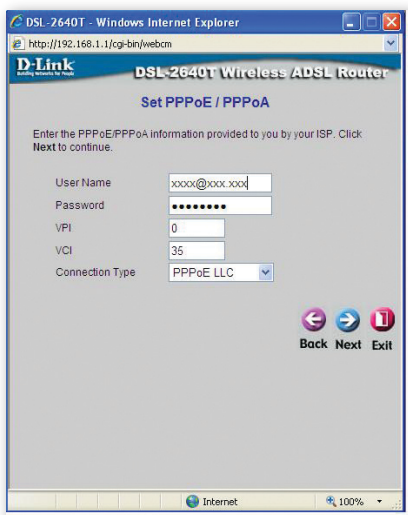 DSL-2640T - Windows Internet Explorer
http://192.168.1.1/cgi-bin/webcm
D-Link
Building Networks for People
DSL-2640T Wireless ADSL Router
Set PPPoE / PPPoA
Enter the PPPoE/PPPoA information provided to you by your ISP. Click
Next to continue.
User Name xxxx@xxx.xxx
Password ••••••••
VPI 0
VCI 35
Connection Type PPPoE LLC
Back Next Exit
Internet 100%